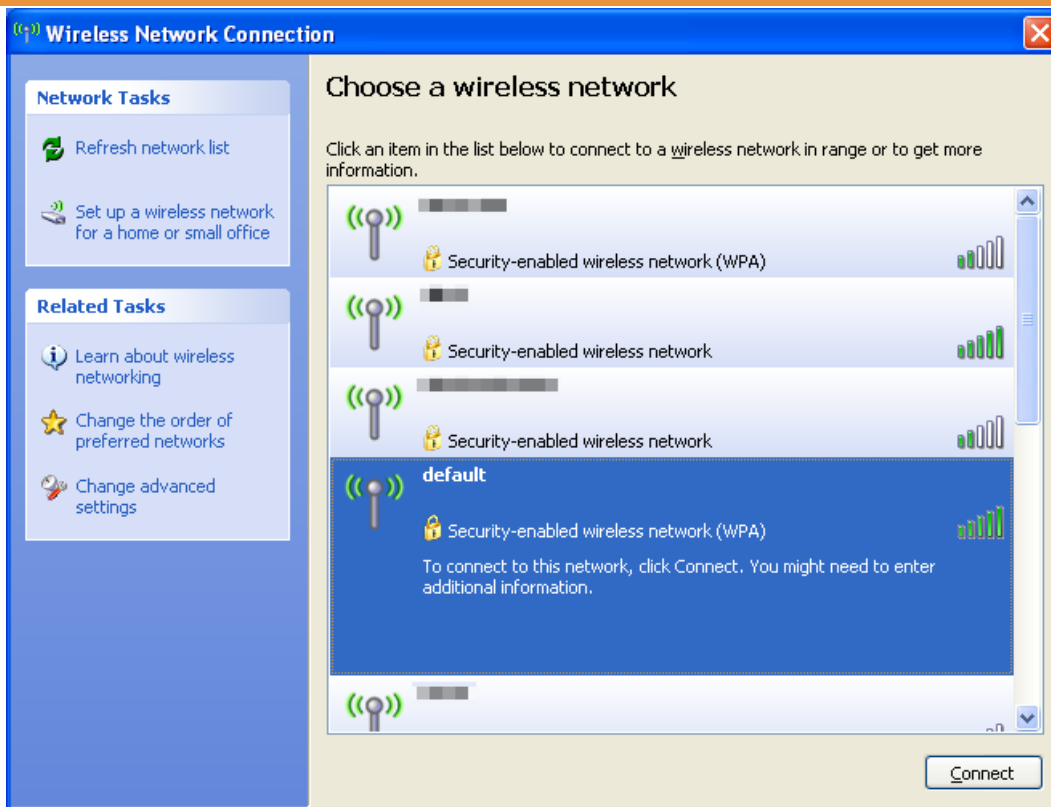 Wireless Network Connection
Network Tasks
Refresh network list
Set up a wireless network
for a home or small office
Related Tasks
Learn about wireless
networking
Change the order of
preferred networks
Change advanced
settings
Choose a wireless network
Click an item in the list below to connect to a wireless network in range or to get more
information.
Security-enabled wireless network (WPA)
Security-enabled wireless network
Security-enabled wireless network
default
Security-enabled wireless network (WPA)
To connect to this network, click Connect. You might need to enter
additional information.
Connect